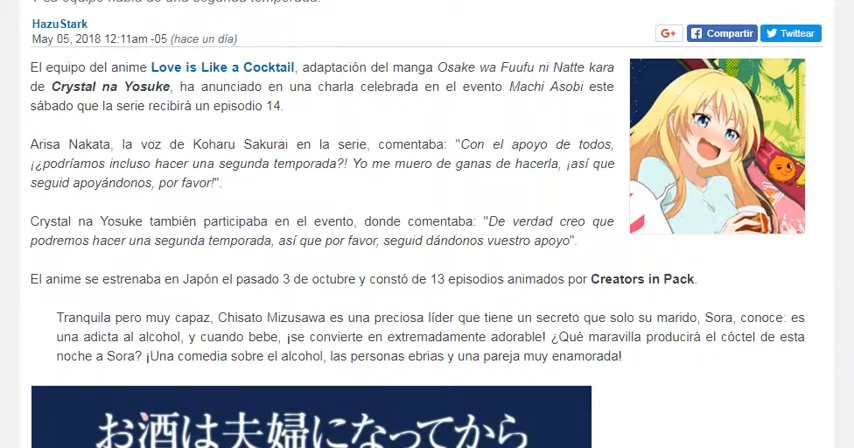 HazuStark
May 05, 2018 12:11am -05 (hace un día)
G+ Compartir Twittear
El equipo del anime Love is Like a Cocktail, adaptación del manga Osake wa Fuufu ni Natte kara
de Crystal na Yosuke, ha anunciado en una charla celebrada en el evento Machi Asobi este
sábado que la serie recibirá un episodio 14.
Arisa Nakata, la voz de Koharu Sakurai en la serie, comentaba: "Con el apoyo de todos,
¡¿podríamos incluso hacer una segunda temporada?! Yo me muero de ganas de hacerla, ¡así que
seguid apoyándonos, por favor!".
Crystal na Yosuke también participaba en el evento, donde comentaba: "De verdad creo que
podremos hacer una segunda temporada, así que por favor, seguid dándonos vuestro apoyo".
El anime se estrenaba en Japón el pasado 3 de octubre y constó de 13 episodios animados por Creators in Pack.
Tranquila pero muy capaz, Chisato Mizusawa es una preciosa líder que tiene un secreto que solo su marido, Sora, conoce: es
una adicta al alcohol, y cuando bebe, ¡se convierte en extremadamente adorable! ¿Qué maravilla producirá el cóctel de esta
noche a Sora? ¡Una comedia sobre el alcohol, las personas ebrias y una pareja muy enamorada!
お酒は夫婦になってから